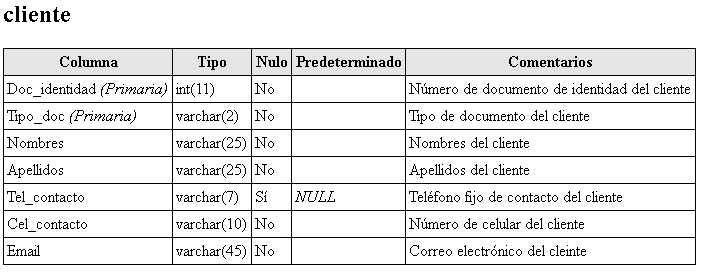 cliente
Columna Tipo Nulo Predeterminado Comentarios
Doc_identidad (Primaria) int(11) No Número de documento de identidad del cliente
Tipo_doc (Primaria) varchar(2) No Tipo de documento del cliente
Nombres varchar(25) No Nombres del cliente
Apellidos varchar(25) No Apellidos del cliente
Tel_contacto varchar(7) Sí NULL Teléfono fijo de contacto del cliente
Cel_contacto varchar(10) No Número de celular del cliente
Email varchar(45) No Correo electrónico del cleinte